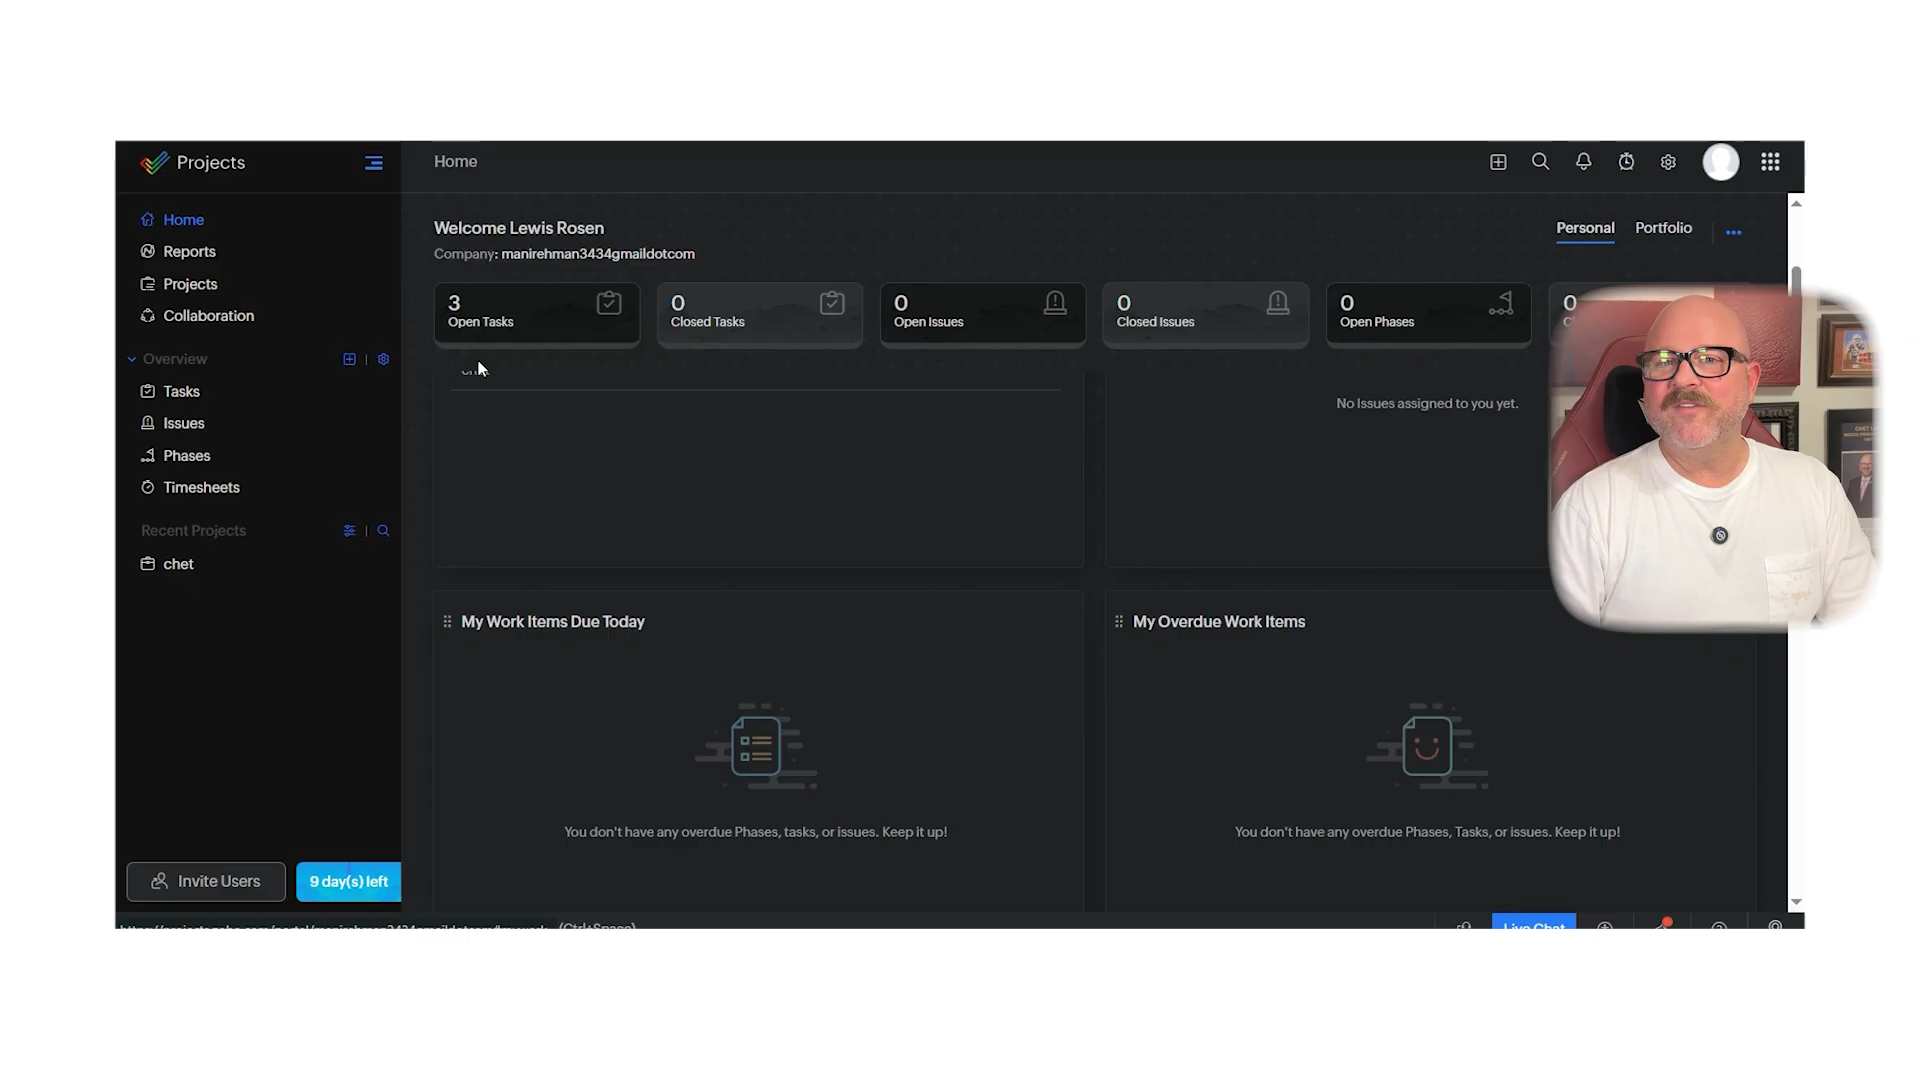 Projects
Home
Home
Reports
Projects
Collaboration
Overview
Tasks
Issues
Phases
Timesheets
Recent Projects
chet
Invite Users
9 day(s) left
Welcome Lewis Rosen
Company: manirehman3434gmaildotcom
Personal
Portfolio
3
Open Tasks
0
Closed Tasks
0
Open Issues
0
Closed Issues
0
Open Phases
0
No Issues assigned to you yet.
My Work Items Due Today
You don't have any overdue Phases, tasks, or issues. Keep it up!
My Overdue Work Items
You don't have any overdue Phases, Tasks, or issues. Keep it up!
(Ctrl+Space)
Live Chat